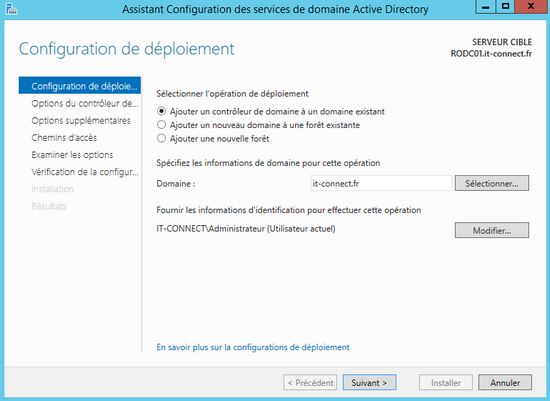 Assistant Configuration des services de domaine Active Directory
Configuration de déploiement
SERVEUR CIBLE
RODC01.it-connect.fr
Configuration de déploie...
Options du contrôleur de...
Options supplémentaires
Chemins d'accès
Examiner les options
Vérification de la configur...
Installation
Résultats
Sélectionner l'opération de déploiement
Ajouter un contrôleur de domaine à un domaine existant
Ajouter un nouveau domaine à une forêt existante
Ajouter une nouvelle forêt
Spécifiez les informations de domaine pour cette opération
Domaine :
it-connect.fr
Sélectionner...
Fournir les informations d'identification pour effectuer cette opération
IT-CONNECT\Administrateur (Utilisateur actuel)
Modifier...
En savoir plus sur la configurations de déploiement
< Précédent
Suivant >
Installer
Annuler